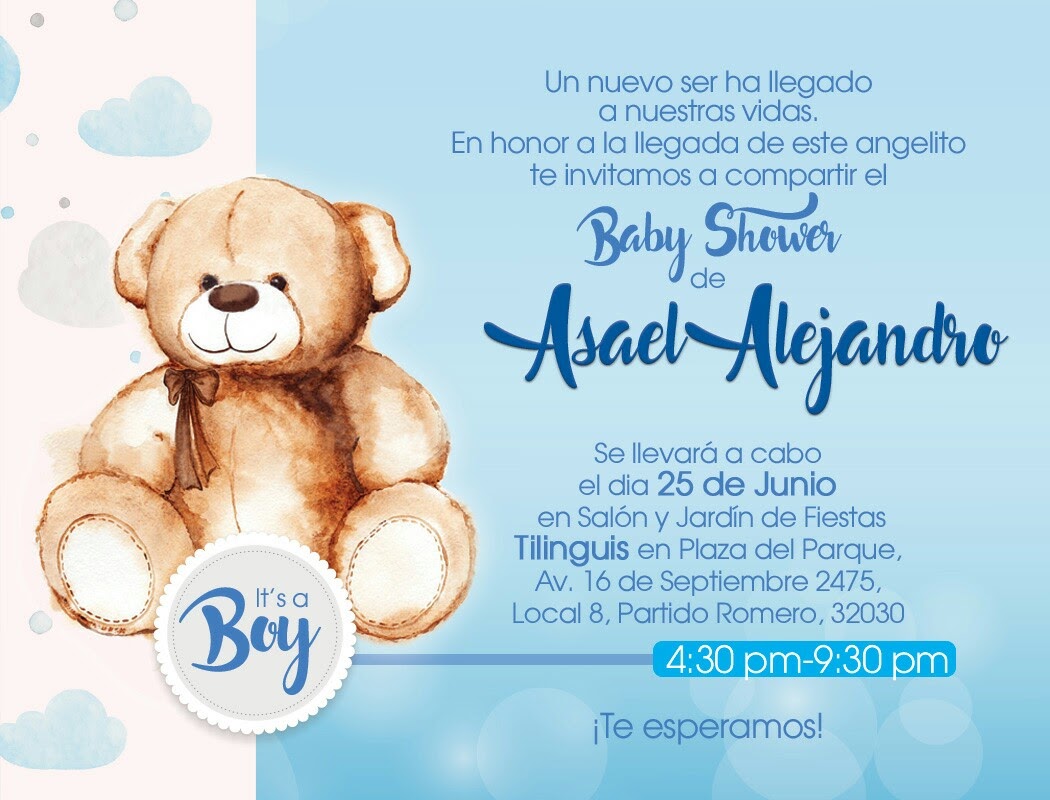 Un nuevo ser ha llegado
a nuestras vidas.
En honor a la llegada de este angelito
te invitamos a compartir el
Baby Shower
de
Asael Alejandro
Se llevará a cabo
el dia 25 de Junio
en Salón y Jardín de Fiestas
Tilinguis en Plaza del Parque,
Av. 16 de Septiembre 2475,
Local 8, Partido Romero, 32030
4:30 pm-9:30 pm
¡Te esperamos!
It's a
Boy